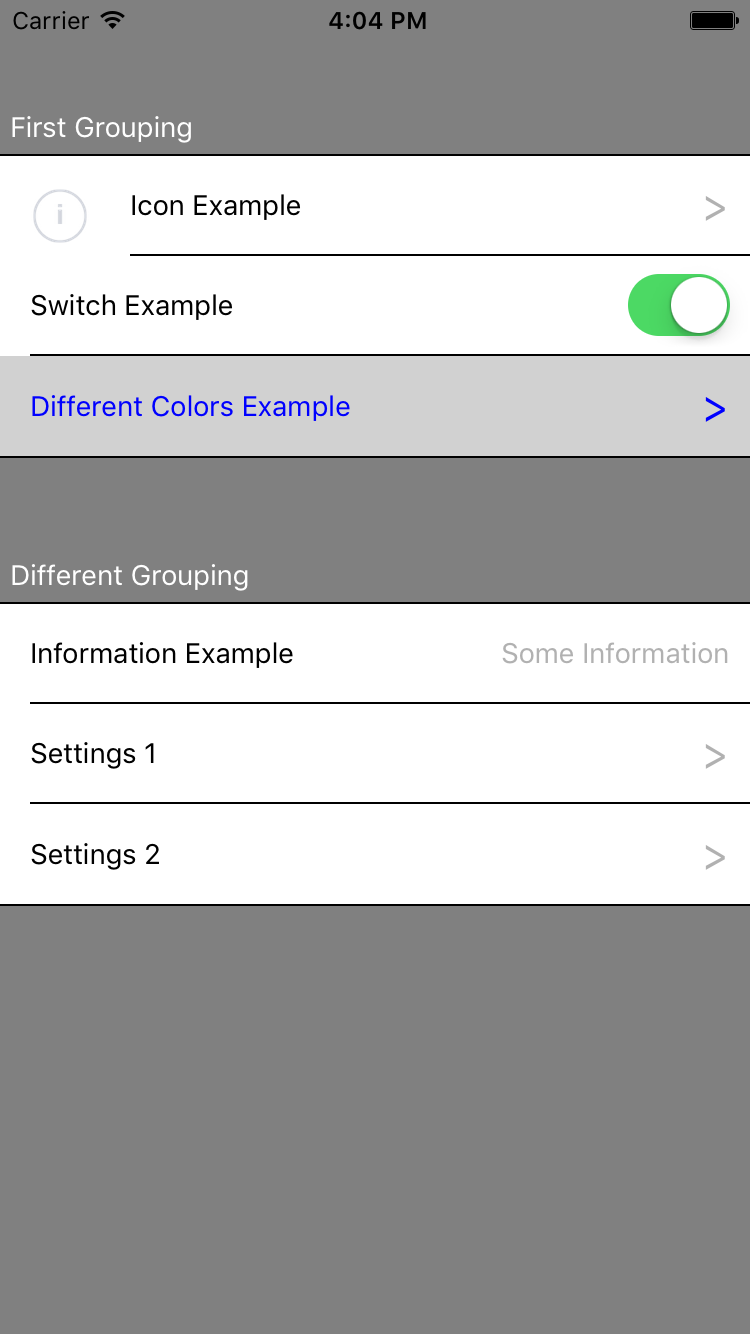 Carrier 4:04 PM
First Grouping
i Icon Example >
Switch Example
Different Colors Example >
Different Grouping
Information Example Some Information
Settings 1 >
Settings 2 >